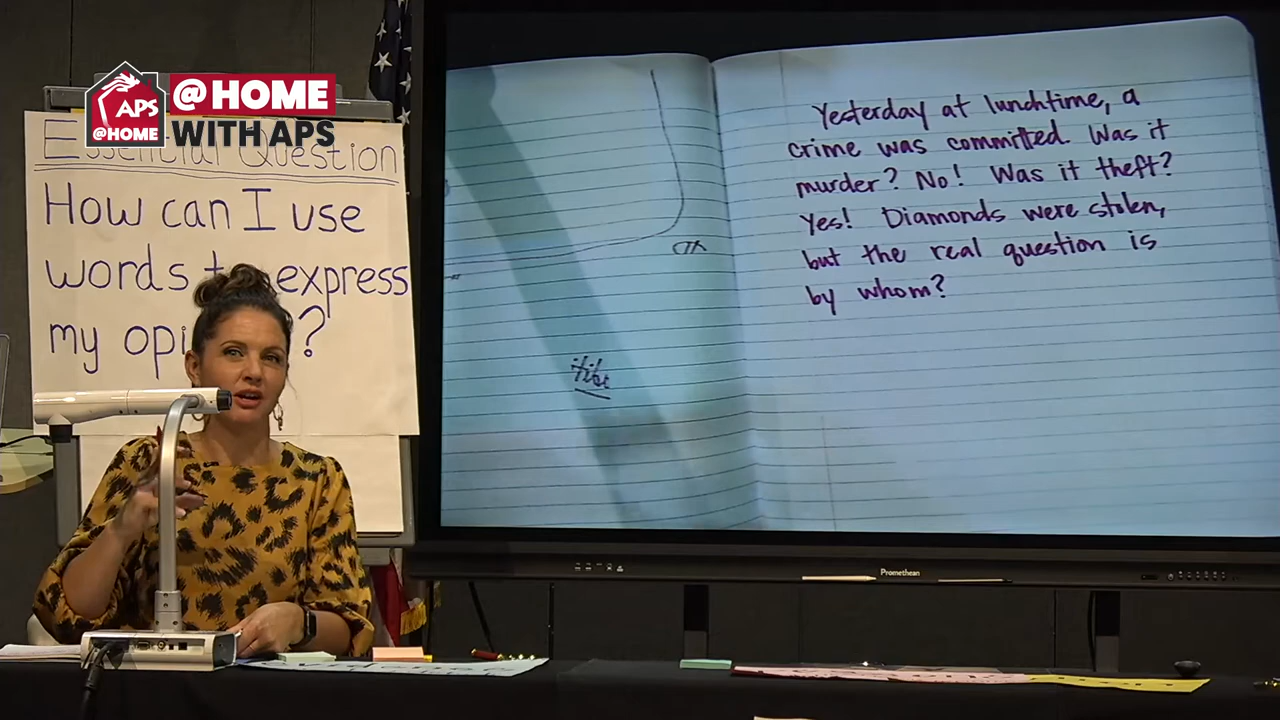 APS
@HOME
@HOME
WITH APS
Essential Question
How can I use
words to express
my opi ?
Yesterday at lunchtime, a
crime was committed. Was it
murder? No! Was it theft?
Yes! Diamonds were stolen,
but the real question is
by whom?
Promethean